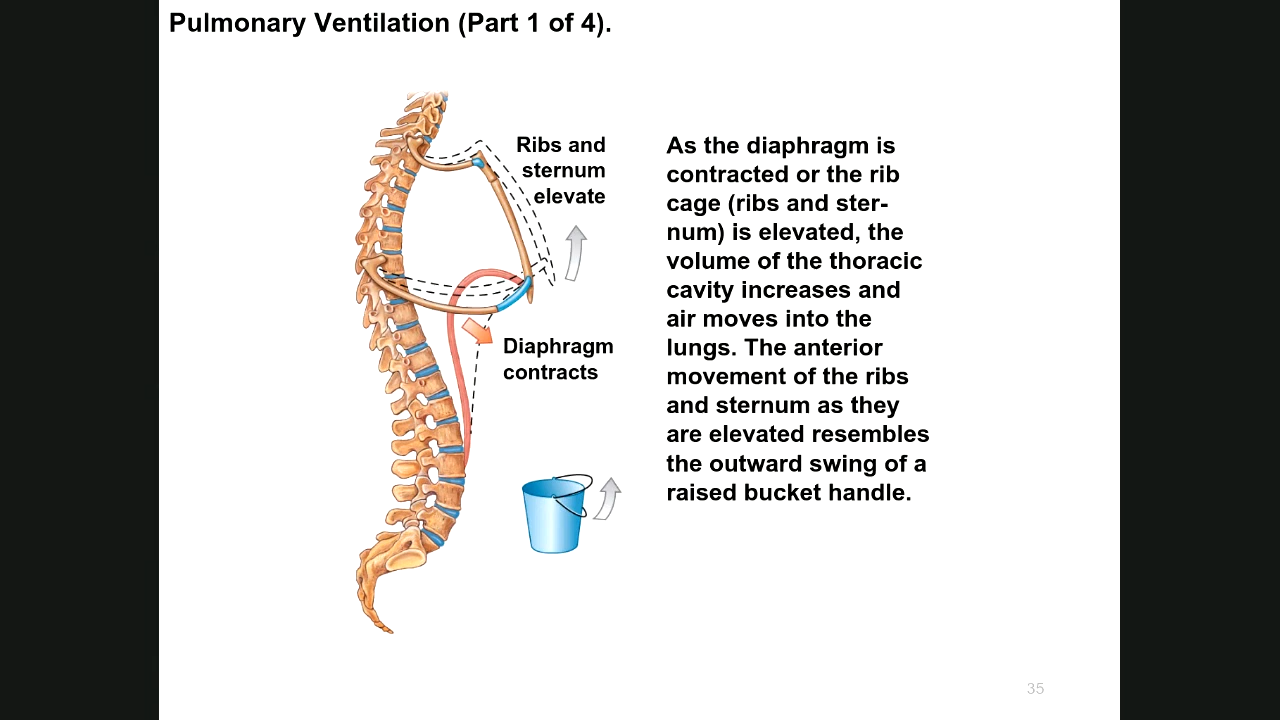 Pulmonary Ventilation (Part 1 of 4).
Ribs and
sternum
elevate
Diaphragm
contracts
As the diaphragm is
contracted or the rib
cage (ribs and ster-
num) is elevated, the
volume of the thoracic
cavity increases and
air moves into the
lungs. The anterior
movement of the ribs
and sternum as they
are elevated resembles
the outward swing of a
raised bucket handle.
35